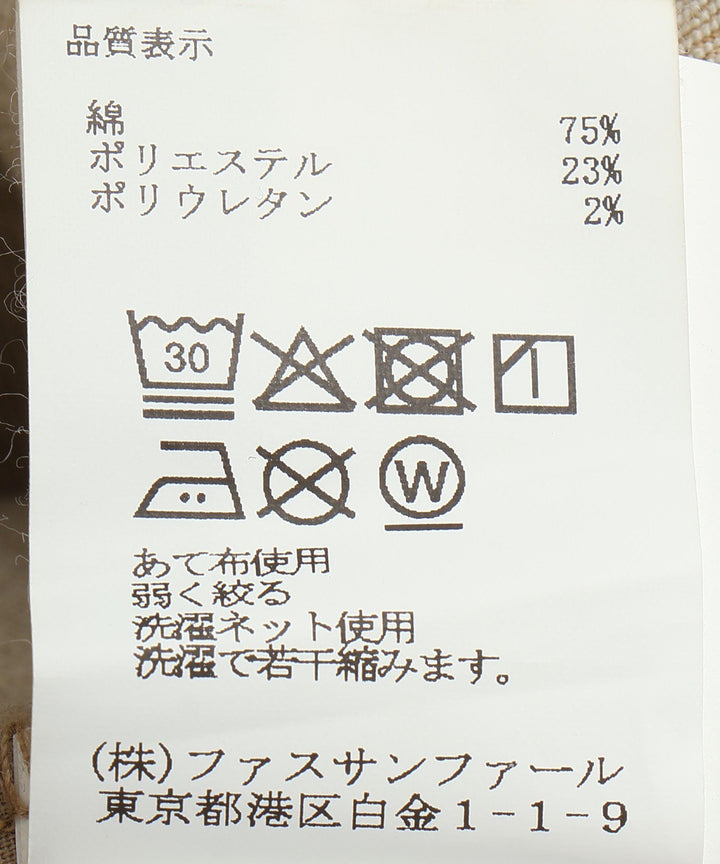 品質表示
綿 75%
ポリエステル 23%
ポリウレタン 2%
30
W
あて布使用
弱く絞る
洗濯ネット使用
洗濯で若干縮みます。
(株)ファスサンファール
東京都港区白金1-1-9